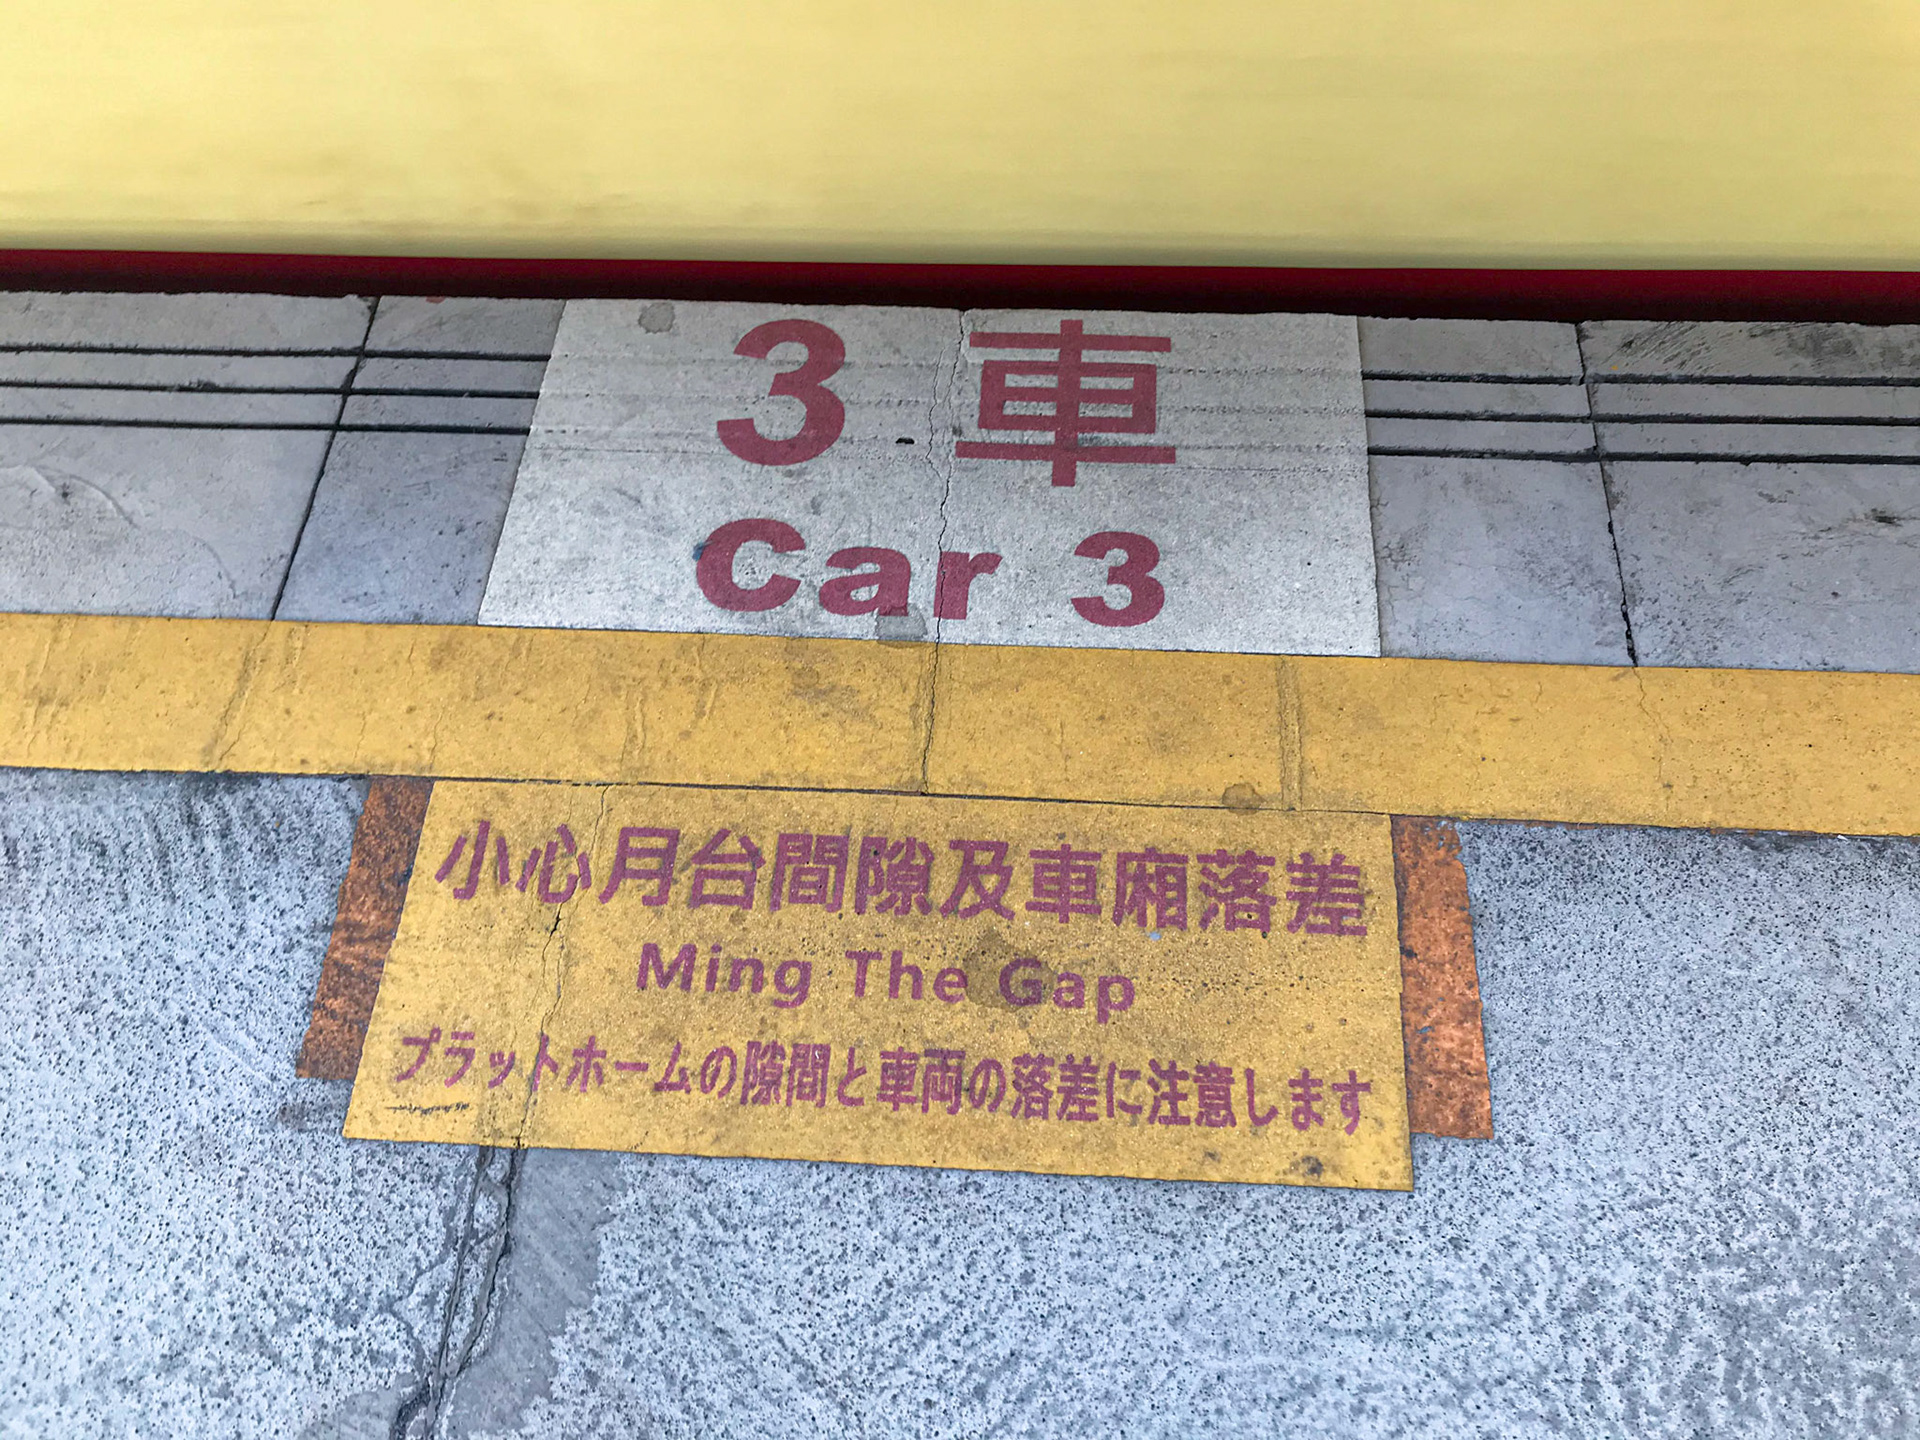 3 車
Car 3
小心月台間隙及車廂落差
Ming The Gap
プラットホームの隙間と車両の落差に注意します